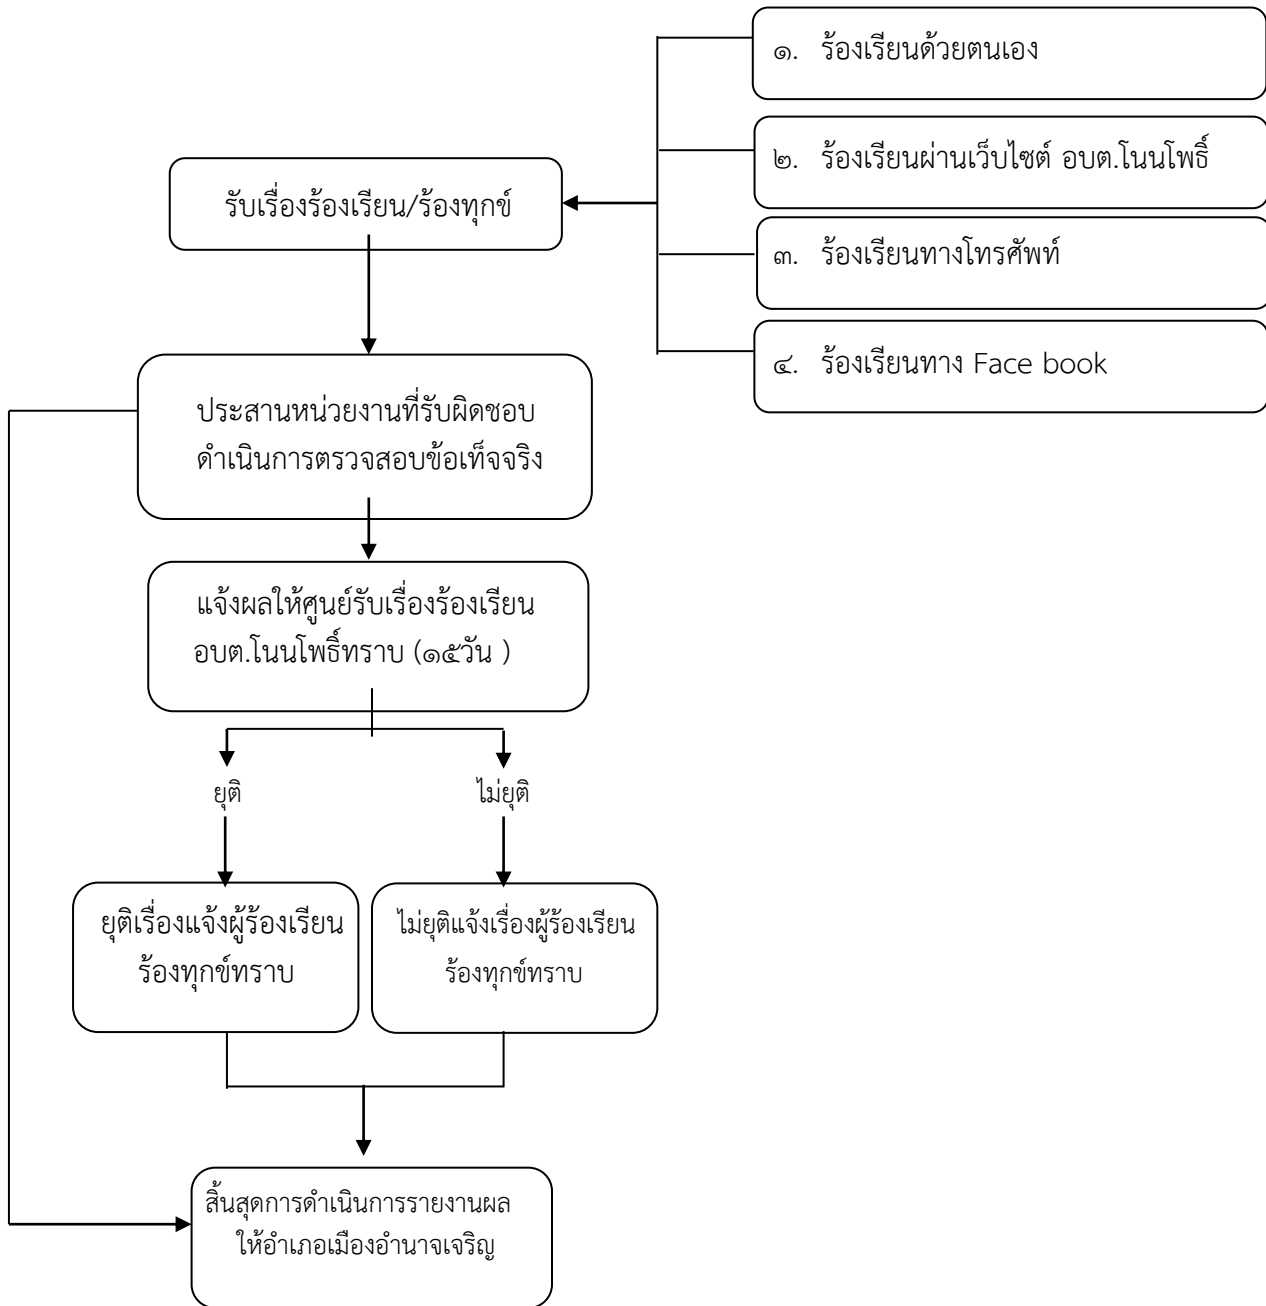 ๑. ร้องเรียนด้วยตนเอง
๒. ร้องเรียนผ่านเว็บไซต์ อบต.โนนโพธิ์
๓. ร้องเรียนทางโทรศัพท์
๔. ร้องเรียนทาง Face book
รับเรื่องร้องเรียน/ร้องทุกข์
ประสานหน่วยงานที่รับผิดชอบ
ดำเนินการตรวจสอบข้อเท็จจริง
แจ้งผลให้ศูนย์รับเรื่องร้องเรียน
อบต.โนนโพธิ์ทราบ (๑๕วัน )
ยุติ
ไม่ยุติ
ยุติเรื่องแจ้งผู้ร้องเรียน
ร้องทุกข์ทราบ
ไม่ยุติแจ้งเรื่องผู้ร้องเรียน
ร้องทุกข์ทราบ
สิ้นสุดการดำเนินการรายงานผล
ให้อำเภอเมืองอำนาจเจริญ